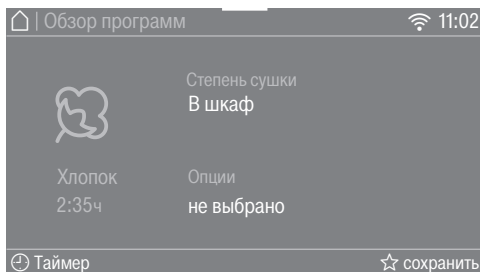 | Обзор программ 11:02
Степень сушки
В шкаф
Хлопок
2:35ч
Опции
не выбрано
Таймер сохранить